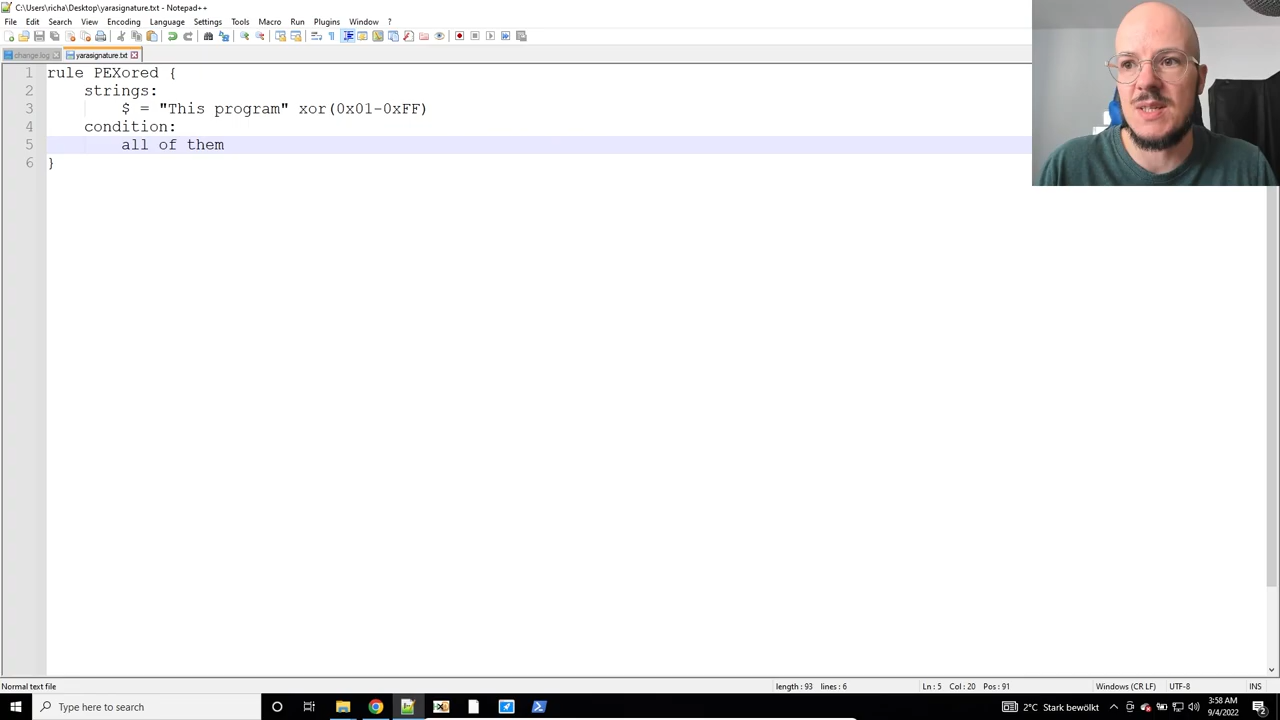 C:\Users\richa\Desktop\yarasignature.txt - Notepad++
File Edit Search View Encoding Language Settings Tools Macro Run Plugins Window ?
change.log yarasignature.txt
1 rule PEXored {
2 strings:
3 $ = "This program" xor(0x01-0xFF)
4 condition:
5 all of them
6 }
Normal text file length : 93 lines : 6 Ln : 5 Col : 20 Pos : 91 Windows (CR LF) UTF-8 INS
Type here to search 2°C Stark bewölkt 3:58 AM
9/4/2022 2